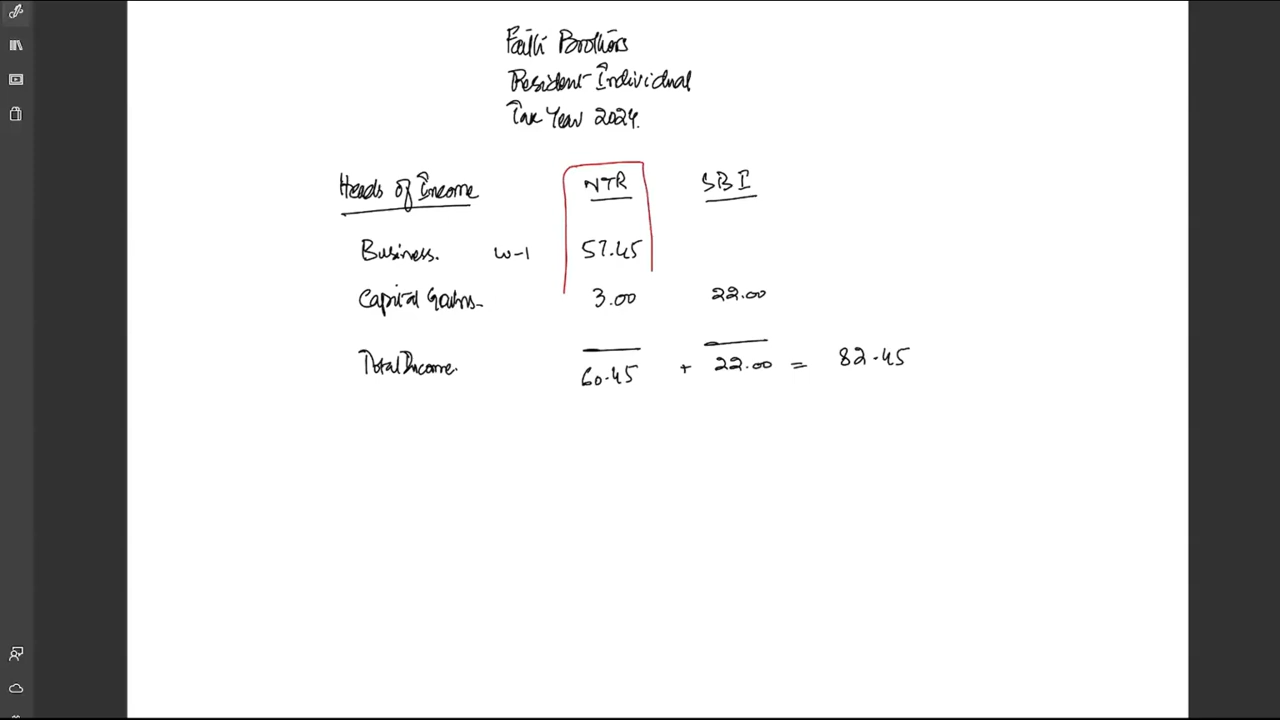 Faith Brothers
Resident Individual
Tax Year 2024.
Heads of Income NTR SBI
Business. W-1 57.45
Capital Gains 3.00 22.00
Total Income. 60.45 + 22.00 = 82.45